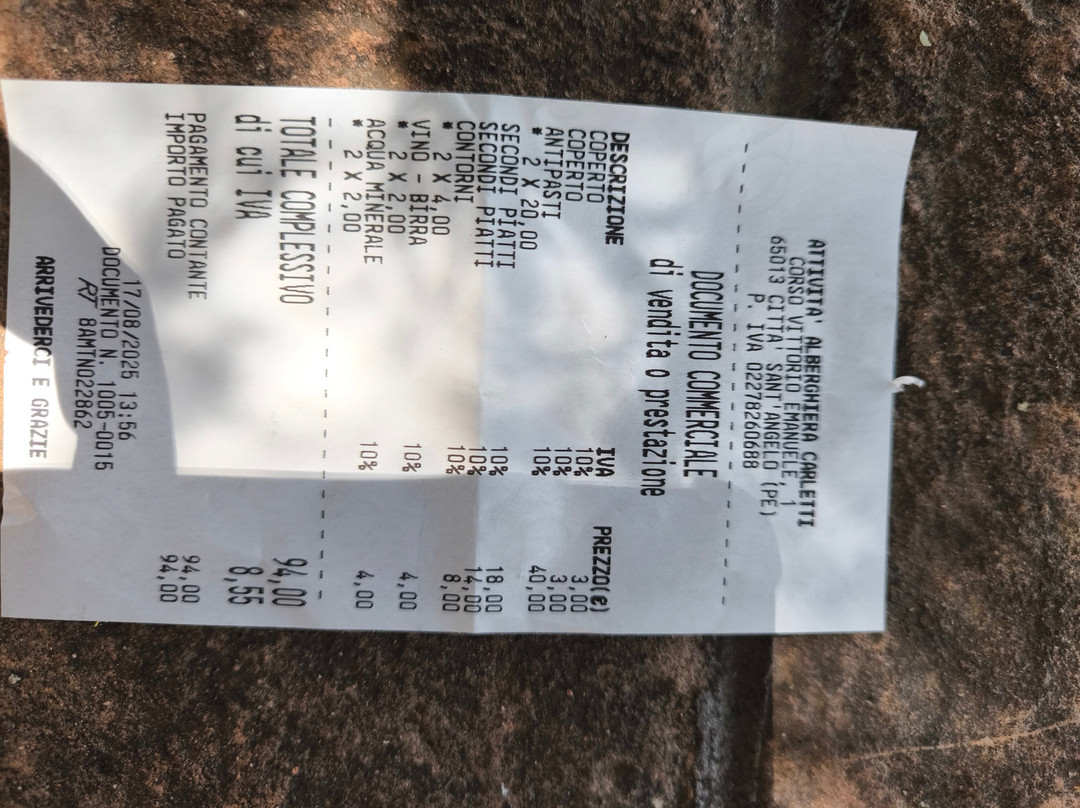 ATTIVITA' ALBERGHIERA CARLETTI
CORSO VITTORIO EMANUELE, 1
65013 CITTA' SANT'ANGELO (PE)
P. IVA 02278260688
DOCUMENTO COMMERCIALE
di vendita o prestazione
DESCRIZIONE IVA PREZZO(€)
COPERTO 10% 3,00
COPERTO 10% 3,00
ANTIPASTI 10% 40,00
* 2 X 20,00
SECONDI PIATTI 10% 18,00
SECONDI PIATTI 10% 14,00
CONTORNI 10% 8,00
* 2 X 4,00
VINO - BIRRA 10% 4,00
* 2 X 2,00
ACQUA MINERALE 10% 4,00
* 2 X 2,00
TOTALE COMPLESSIVO 94,00
di cui IVA 8,55
PAGAMENTO CONTANTE 94,00
IMPORTO PAGATO 94,00
17/08/2025 13:56
DOCUMENTO N. 1005-0015
RT 8AMTN022862
ARRIVEDERCI E GRAZIE